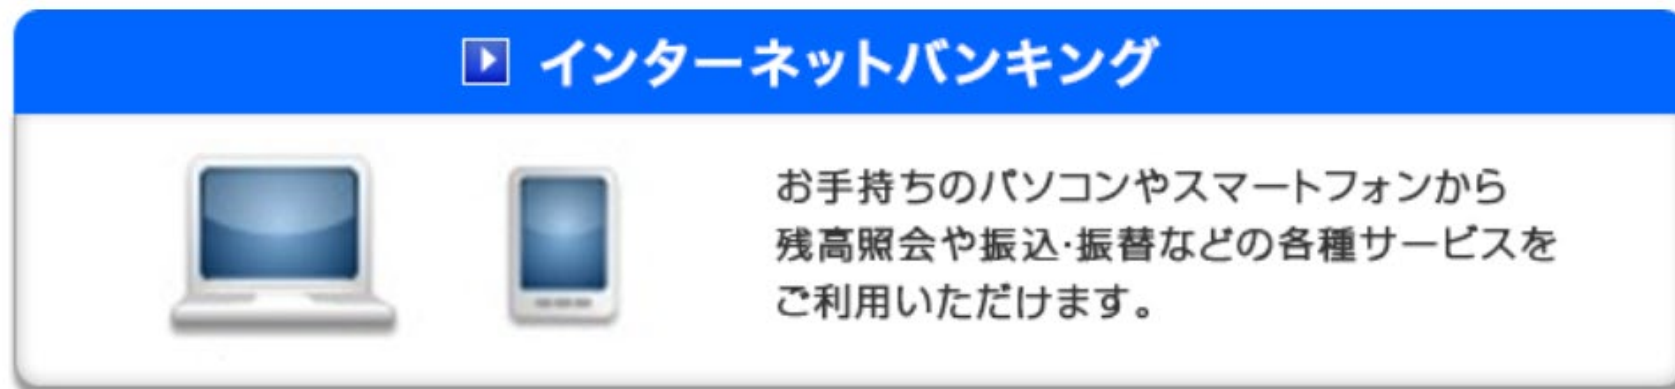 インターネットバンキング
お手持ちのパソコンやスマートフォンから
残高照会や振込・振替などの各種サービスを
ご利用いただけます。